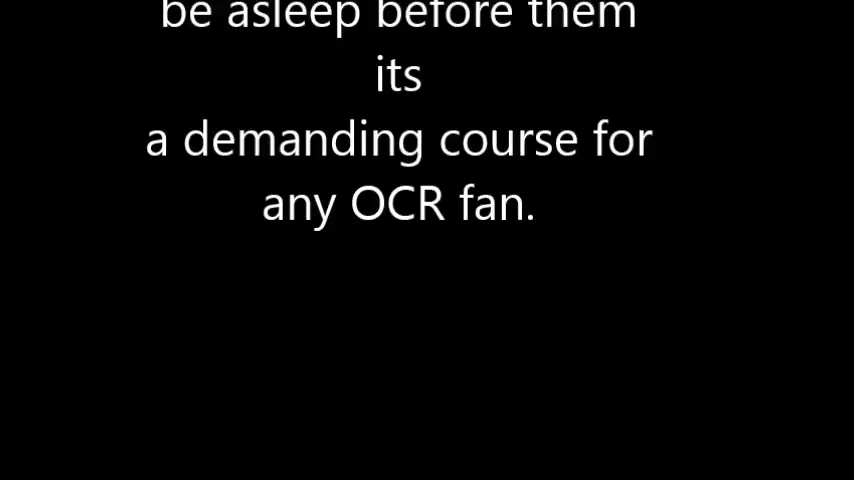 be asleep before them
its
a demanding course for
any OCR fan.